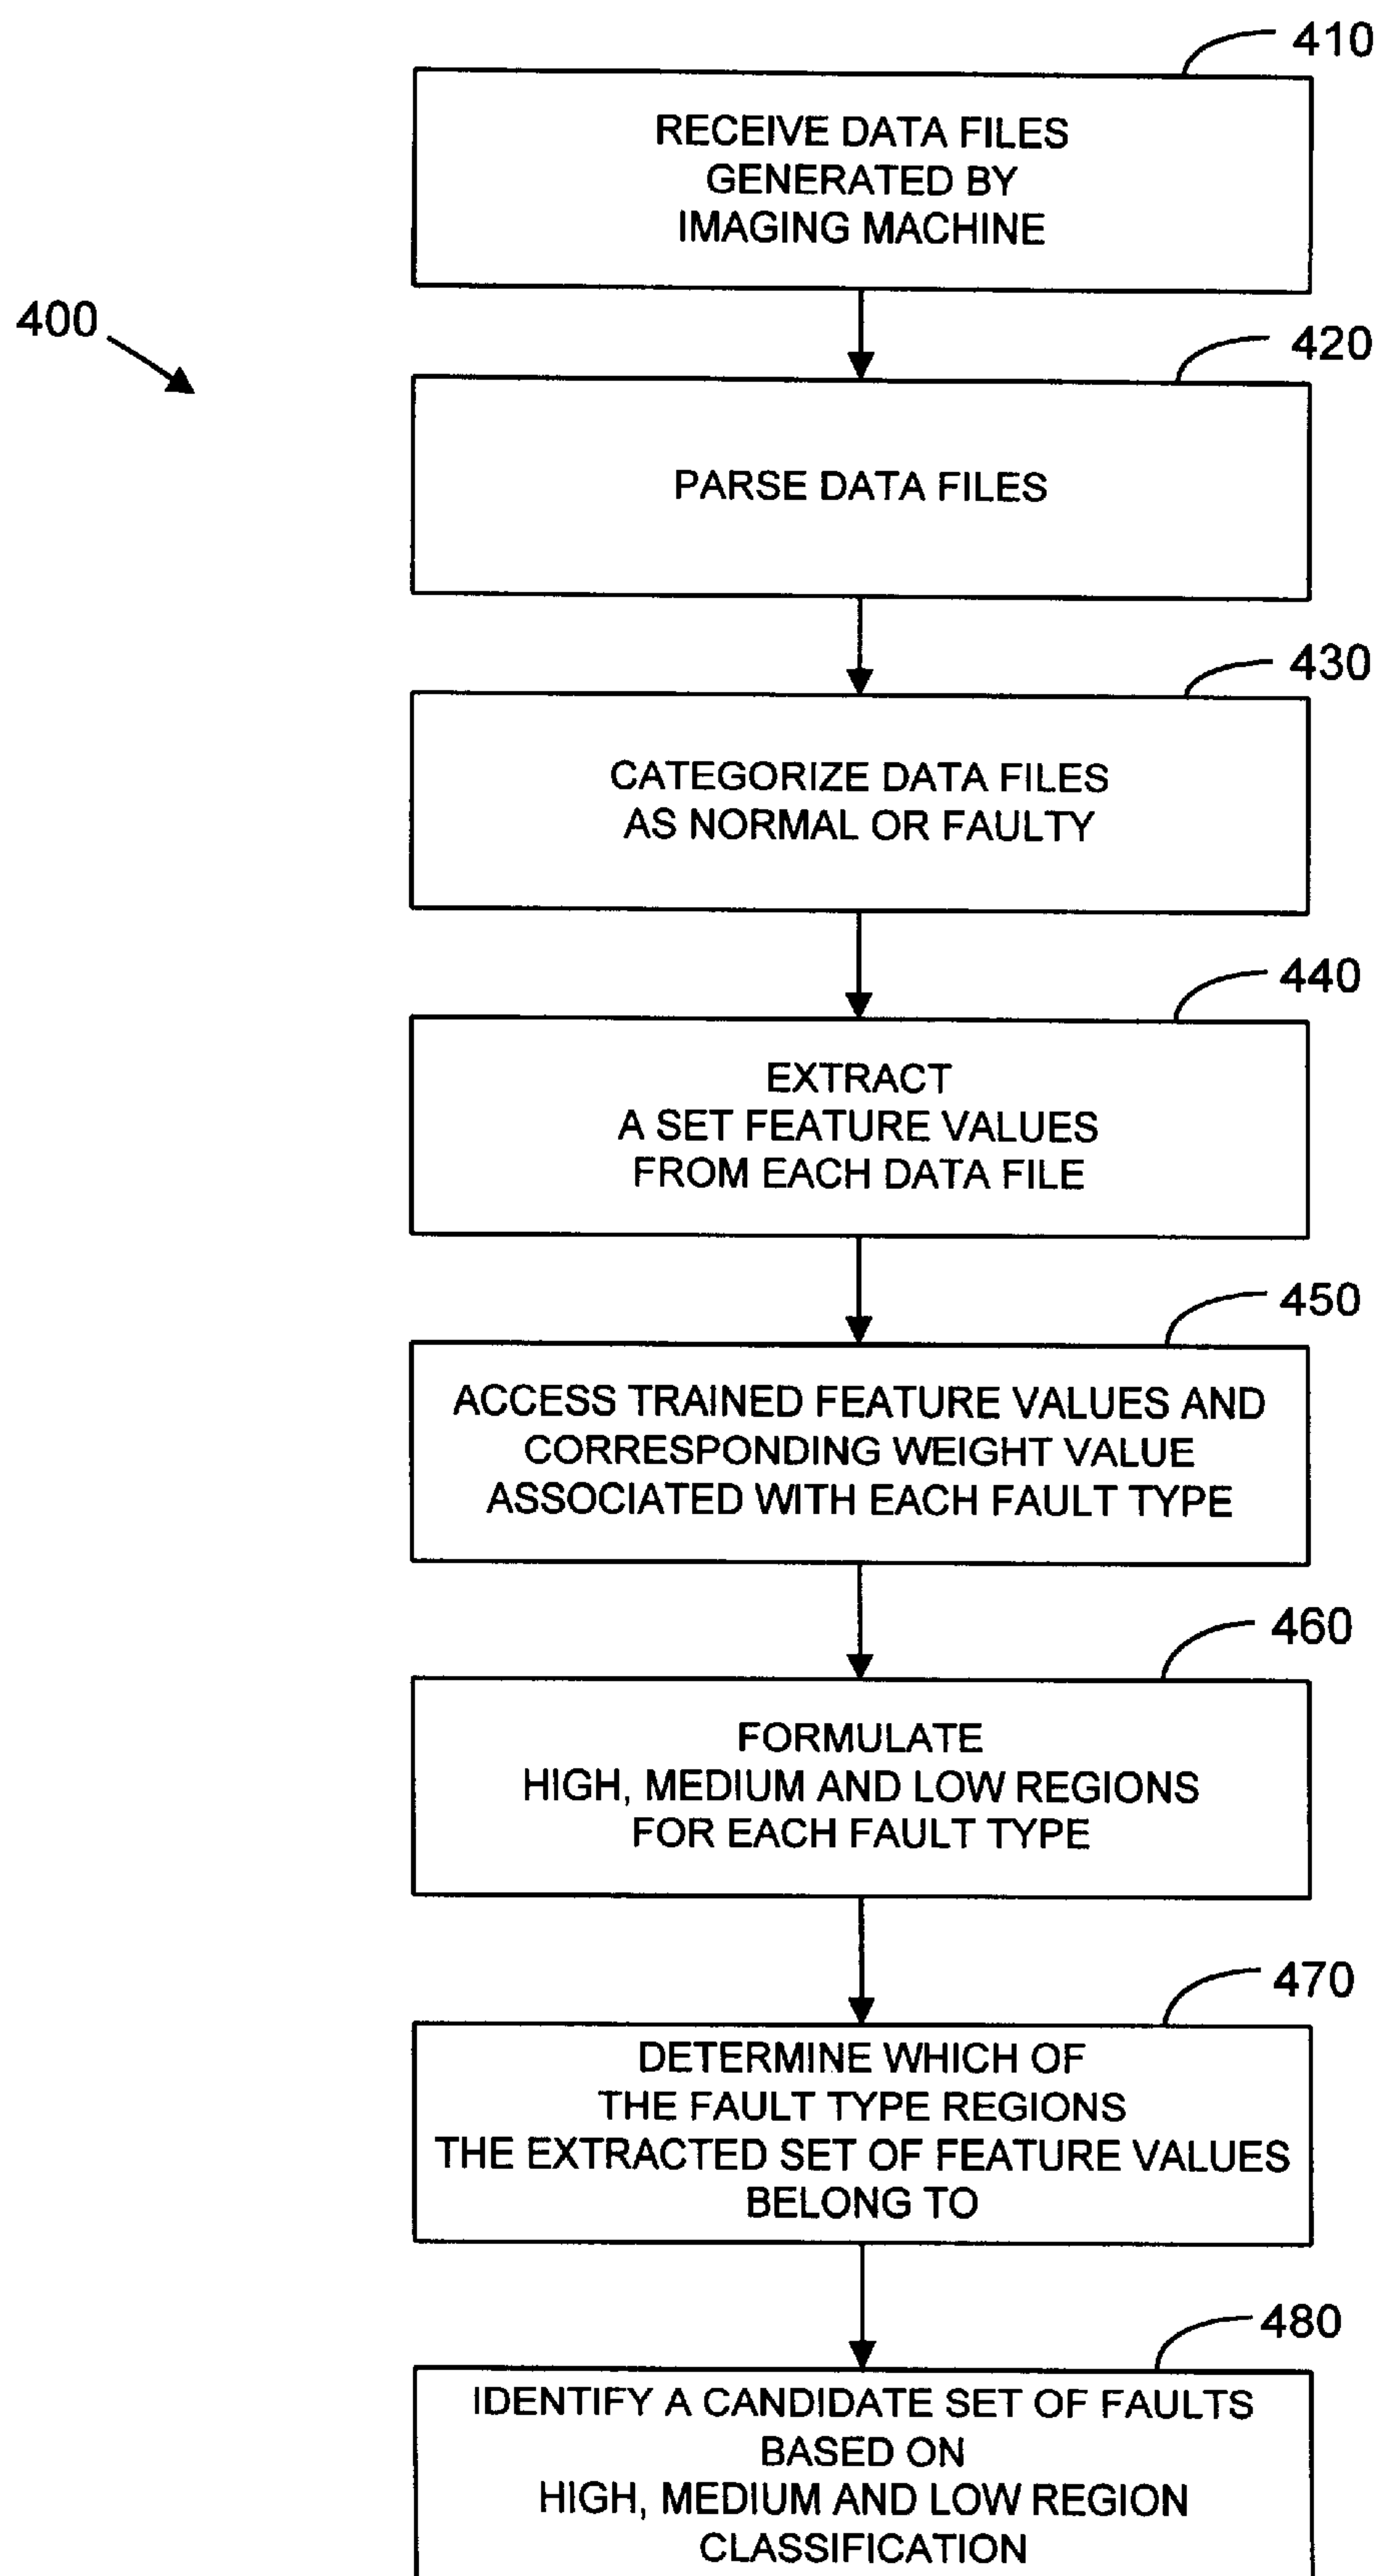 410
RECEIVE DATA FILES
GENERATED BY
IMAGING MACHINE
400
420
PARSE DATA FILES
430
CATEGORIZE DATA FILES
AS NORMAL OR FAULTY
440
EXTRACT
A SET FEATURE VALUES
FROM EACH DATA FILE
450
ACCESS TRAINED FEATURE VALUES AND
CORRESPONDING WEIGHT VALUE
ASSOCIATED WITH EACH FAULT TYPE
460
FORMULATE
HIGH, MEDIUM AND LOW REGIONS
FOR EACH FAULT TYPE
470
DETERMINE WHICH OF
THE FAULT TYPE REGIONS
THE EXTRACTED SET OF FEATURE VALUES
BELONG TO
480
IDENTIFY A CANDIDATE SET OF FAULTS
BASED ON
HIGH, MEDIUM AND LOW REGION
CLASSIFICATION